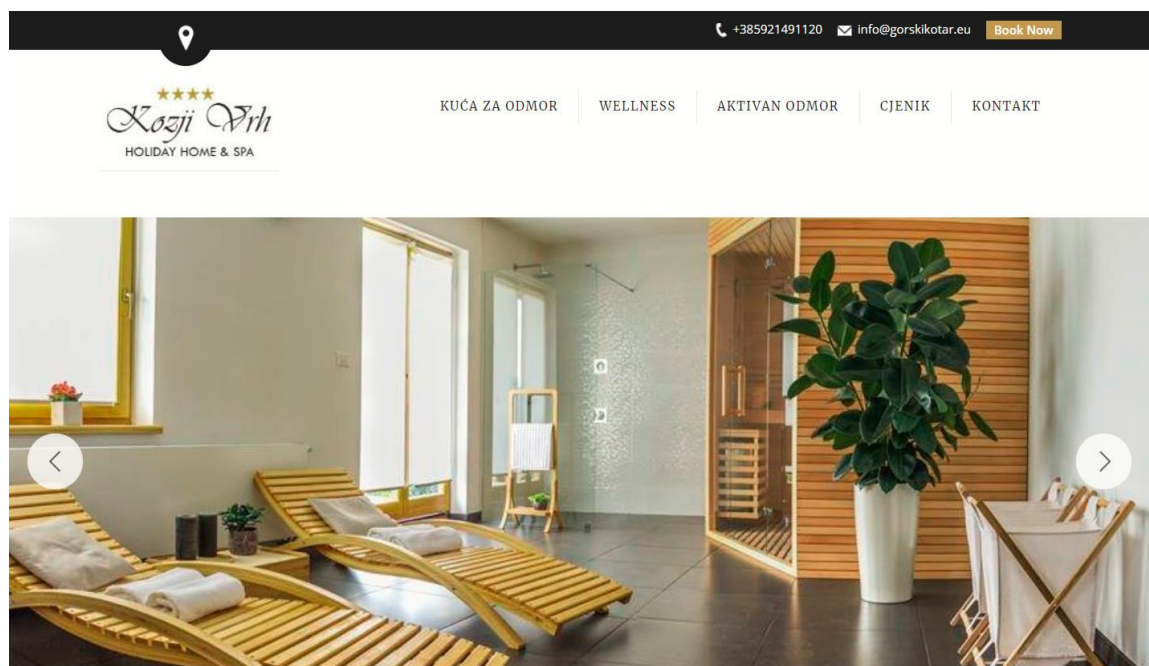 +385921491120 info@gorskikotar.eu Book Now
Kozji Vrh
HOLIDAY HOME & SPA
KUĆA ZA ODMOR WELLNESS AKTIVAN ODMOR CJENIK KONTAKT